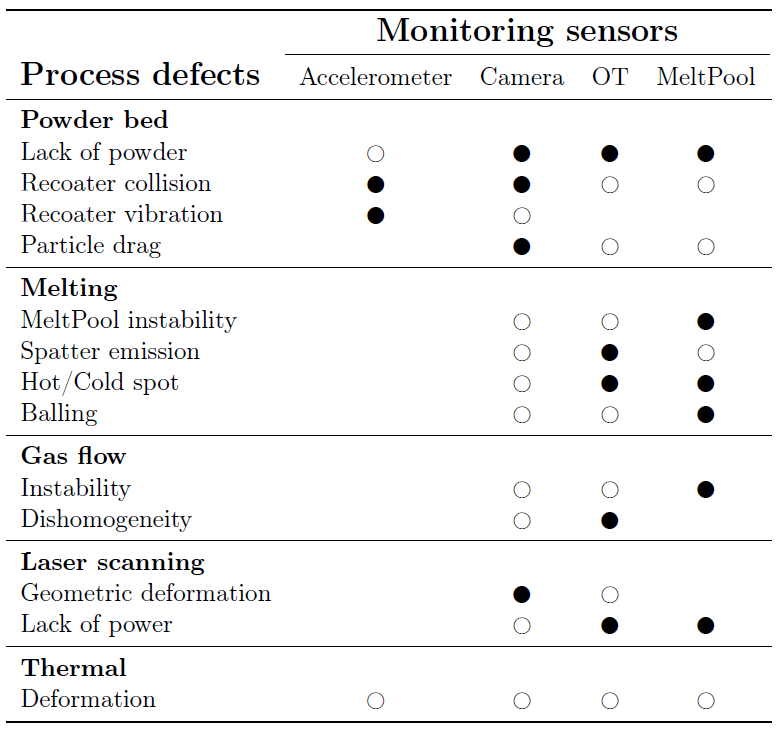 Monitoring sensors
Process defects Accelerometer Camera OT MeltPool
Powder bed
Lack of powder ○ ● ● ●
Recoater collision ● ● ○ ○
Recoater vibration ● ○
Particle drag ● ○ ○
Melting
MeltPool instability ○ ○ ●
Spatter emission ○ ● ○
Hot/Cold spot ○ ● ●
Balling ○ ○ ●
Gas flow
Instability ○ ○ ●
Dishomogeneity ○ ●
Laser scanning
Geometric deformation ● ○
Lack of power ○ ● ●
Thermal
Deformation ○ ○ ○ ○